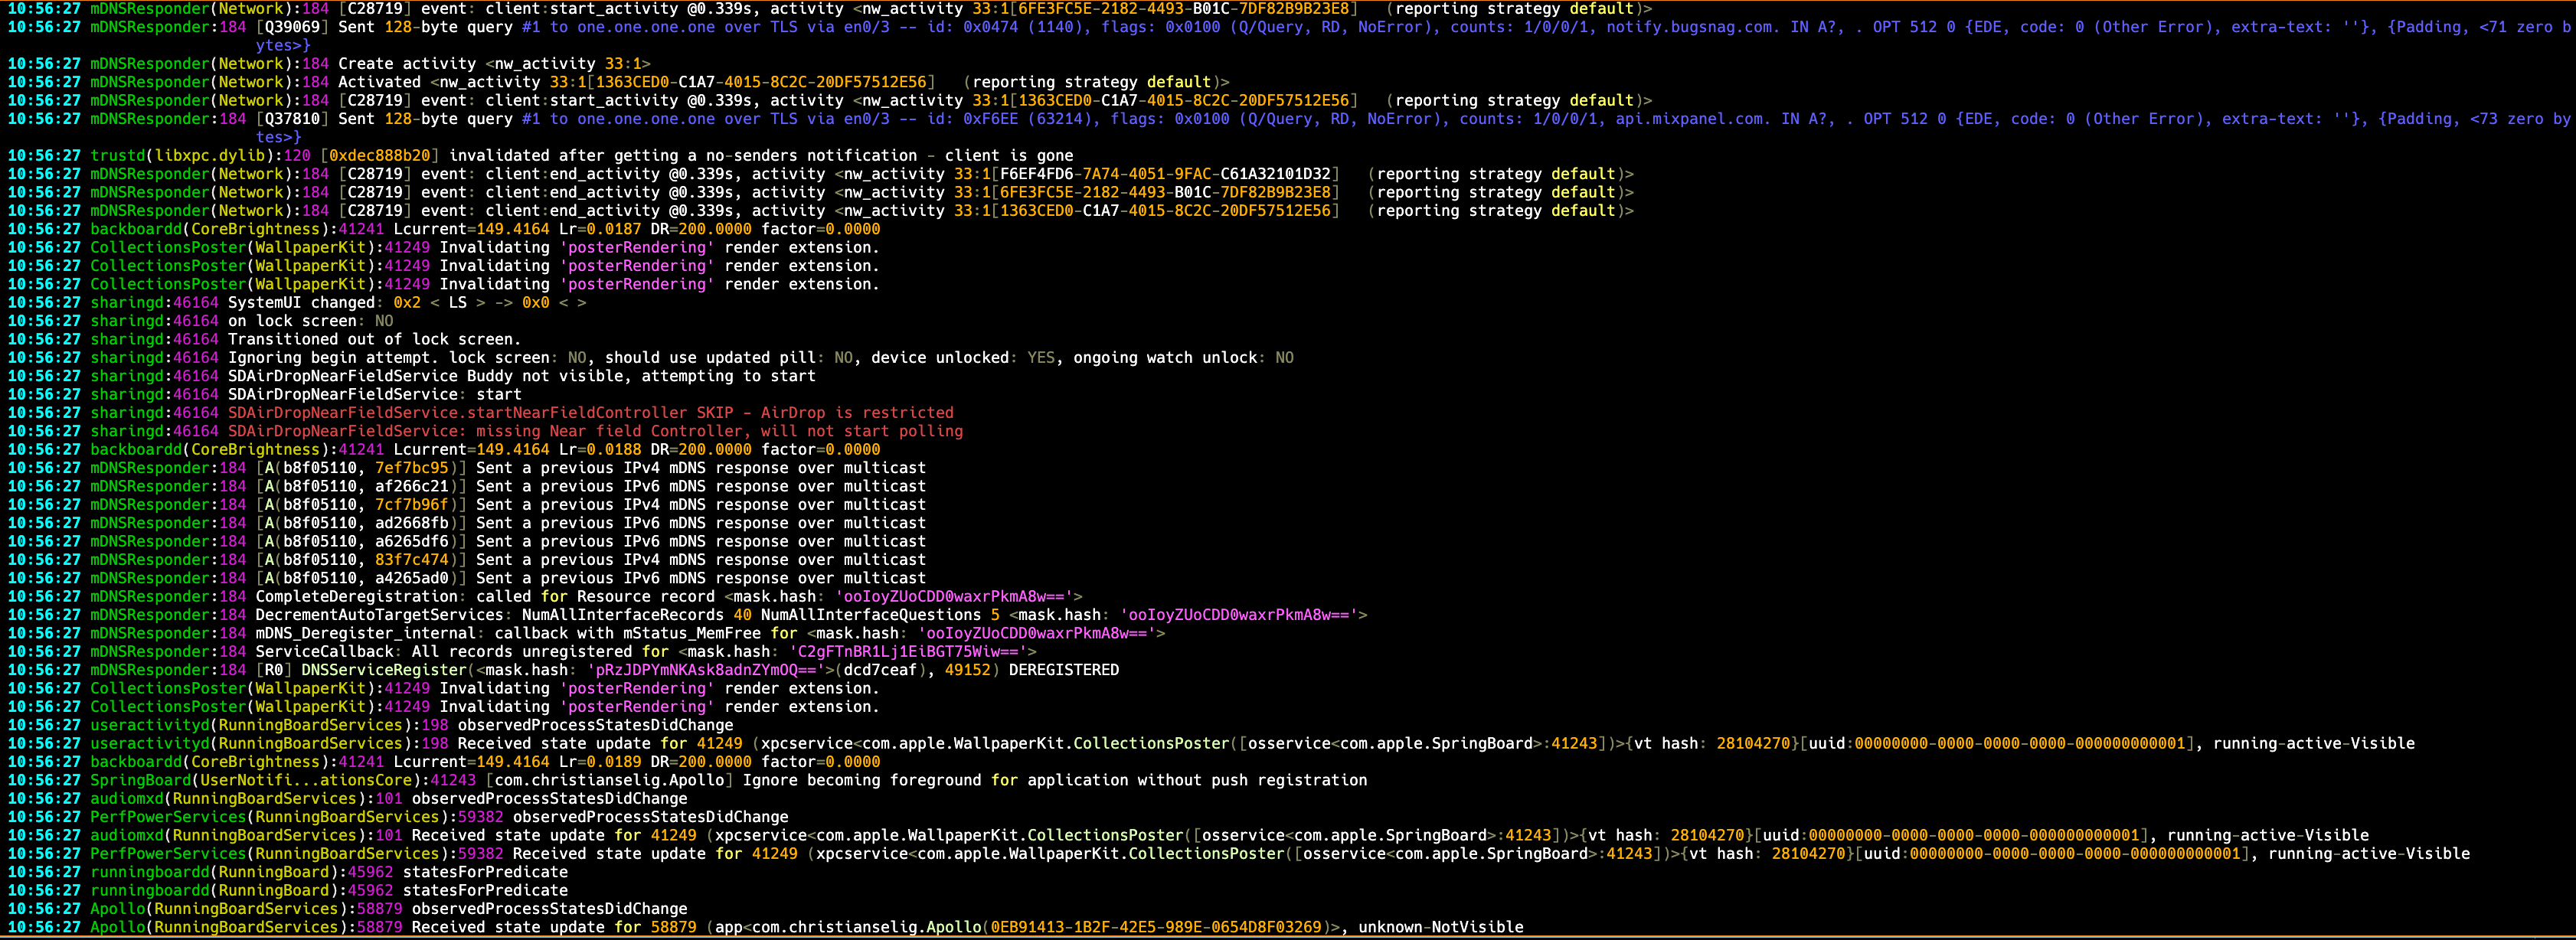 10:56:27 mDNSResponder(Network):184 [C28719] event: client:start_activity @0.339s, activity <nw_activity 33:1[6FE3FC5E-2182-4493-B01C-7DF82B9B23E8]   (reporting strategy default)>
10:56:27 mDNSResponder:184 [Q39069] Sent 128-byte query #1 to one.one.one.one over TLS via en0/3 -- id: 0x0474 (1140), flags: 0x0100 (Q/Query, RD, NoError), counts: 1/0/0/1, notify.bugsnag.com. IN A?, . OPT 512 0 {EDE, code: 0 (Other Error), extra-text: ''}, {Padding, <71 zero b
ytes>}
10:56:27 mDNSResponder(Network):184 Create activity <nw_activity 33:1>
10:56:27 mDNSResponder(Network):184 Activated <nw_activity 33:1[1363CED0-C1A7-4015-8C2C-20DF57512E56]   (reporting strategy default)>
10:56:27 mDNSResponder(Network):184 [C28719] event: client:start_activity @0.339s, activity <nw_activity 33:1[1363CED0-C1A7-4015-8C2C-20DF57512E56]   (reporting strategy default)>
10:56:27 mDNSResponder:184 [Q37810] Sent 128-byte query #1 to one.one.one.one over TLS via en0/3 -- id: 0xF6EE (63214), flags: 0x0100 (Q/Query, RD, NoError), counts: 1/0/0/1, api.mixpanel.com. IN A?, . OPT 512 0 {EDE, code: 0 (Other Error), extra-text: ''}, {Padding, <73 zero by
tes>}
10:56:27 trustd(libxpc.dylib):120 [0xdec888b20] invalidated after getting a no-senders notification - client is gone
10:56:27 mDNSResponder(Network):184 [C28719] event: client:end_activity @0.339s, activity <nw_activity 33:1[F6EF4FD6-7A74-4051-9FAC-C61A32101D32]   (reporting strategy default)>
10:56:27 mDNSResponder(Network):184 [C28719] event: client:end_activity @0.339s, activity <nw_activity 33:1[6FE3FC5E-2182-4493-B01C-7DF82B9B23E8]   (reporting strategy default)>
10:56:27 mDNSResponder(Network):184 [C28719] event: client:end_activity @0.339s, activity <nw_activity 33:1[1363CED0-C1A7-4015-8C2C-20DF57512E56]   (reporting strategy default)>
10:56:27 backboardd(CoreBrightness):41241 Lcurrent=149.4164 Lr=0.0187 DR=200.0000 factor=0.0000
10:56:27 CollectionsPoster(WallpaperKit):41249 Invalidating 'posterRendering' render extension.
10:56:27 CollectionsPoster(WallpaperKit):41249 Invalidating 'posterRendering' render extension.
10:56:27 CollectionsPoster(WallpaperKit):41249 Invalidating 'posterRendering' render extension.
10:56:27 sharingd:46164 SystemUI changed: 0x2 < LS > -> 0x0 < >
10:56:27 sharingd:46164 on lock screen: NO
10:56:27 sharingd:46164 Transitioned out of lock screen.
10:56:27 sharingd:46164 Ignoring begin attempt. lock screen: NO, should use updated pill: NO, device unlocked: YES, ongoing watch unlock: NO
10:56:27 sharingd:46164 SDAirDropNearFieldService Buddy not visible, attempting to start
10:56:27 sharingd:46164 SDAirDropNearFieldService: start
10:56:27 sharingd:46164 SDAirDropNearFieldService.startNearFieldController SKIP - AirDrop is restricted
10:56:27 sharingd:46164 SDAirDropNearFieldService: missing Near field Controller, will not start polling
10:56:27 backboardd(CoreBrightness):41241 Lcurrent=149.4164 Lr=0.0188 DR=200.0000 factor=0.0000
10:56:27 mDNSResponder:184 [A(b8f05110, 7ef7bc95)] Sent a previous IPv4 mDNS response over multicast
10:56:27 mDNSResponder:184 [A(b8f05110, af266c21)] Sent a previous IPv6 mDNS response over multicast
10:56:27 mDNSResponder:184 [A(b8f05110, 7cf7b96f)] Sent a previous IPv4 mDNS response over multicast
10:56:27 mDNSResponder:184 [A(b8f05110, ad2668fb)] Sent a previous IPv6 mDNS response over multicast
10:56:27 mDNSResponder:184 [A(b8f05110, a6265df6)] Sent a previous IPv6 mDNS response over multicast
10:56:27 mDNSResponder:184 [A(b8f05110, 83f7c474)] Sent a previous IPv4 mDNS response over multicast
10:56:27 mDNSResponder:184 [A(b8f05110, a4265ad0)] Sent a previous IPv6 mDNS response over multicast
10:56:27 mDNSResponder:184 CompleteDeregistration: called for Resource record <mask.hash: 'ooIoyZUoCDD0waxrPkmA8w=='>
10:56:27 mDNSResponder:184 DecrementAutoTargetServices: NumAllInterfaceRecords 40 NumAllInterfaceQuestions 5 <mask.hash: 'ooIoyZUoCDD0waxrPkmA8w=='>
10:56:27 mDNSResponder:184 mDNS_Deregister_internal: callback with mStatus_MemFree for <mask.hash: 'ooIoyZUoCDD0waxrPkmA8w=='>
10:56:27 mDNSResponder:184 ServiceCallback: All records unregistered for <mask.hash: 'C2gFTnBR1Lj1EiBGT75Wiw=='>
10:56:27 mDNSResponder:184 [R0] DNSServiceRegister(<mask.hash: 'pRzJDPYmNKAsk8adnZYmOQ=='>(dcd7ceaf), 49152) DEREGISTERED
10:56:27 CollectionsPoster(WallpaperKit):41249 Invalidating 'posterRendering' render extension.
10:56:27 CollectionsPoster(WallpaperKit):41249 Invalidating 'posterRendering' render extension.
10:56:27 useractivityd(RunningBoardServices):198 observedProcessStatesDidChange
10:56:27 useractivityd(RunningBoardServices):198 Received state update for 41249 (xpcservice<com.apple.WallpaperKit.CollectionsPoster([osservice<com.apple.SpringBoard>:41243])>{vt hash: 28104270}[uuid:00000000-0000-0000-0000-000000000001], running-active-Visible
10:56:27 backboardd(CoreBrightness):41241 Lcurrent=149.4164 Lr=0.0189 DR=200.0000 factor=0.0000
10:56:27 SpringBoard(UserNotifi...ationsCore):41243 [com.christianselig.Apollo] Ignore becoming foreground for application without push registration
10:56:27 audiomxd(RunningBoardServices):101 observedProcessStatesDidChange
10:56:27 PerfPowerServices(RunningBoardServices):59382 observedProcessStatesDidChange
10:56:27 audiomxd(RunningBoardServices):101 Received state update for 41249 (xpcservice<com.apple.WallpaperKit.CollectionsPoster([osservice<com.apple.SpringBoard>:41243])>{vt hash: 28104270}[uuid:00000000-0000-0000-0000-000000000001], running-active-Visible
10:56:27 PerfPowerServices(RunningBoardServices):59382 Received state update for 41249 (xpcservice<com.apple.WallpaperKit.CollectionsPoster([osservice<com.apple.SpringBoard>:41243])>{vt hash: 28104270}[uuid:00000000-0000-0000-0000-000000000001], running-active-Visible
10:56:27 runningboardd(RunningBoard):45962 statesForPredicate
10:56:27 runningboardd(RunningBoard):45962 statesForPredicate
10:56:27 Apollo(RunningBoardServices):58879 observedProcessStatesDidChange
10:56:27 Apollo(RunningBoardServices):58879 Received state update for 58879 (app<com.christianselig.Apollo(0EB91413-1B2F-42E5-989E-0654D8F03269)>, unknown-NotVisible